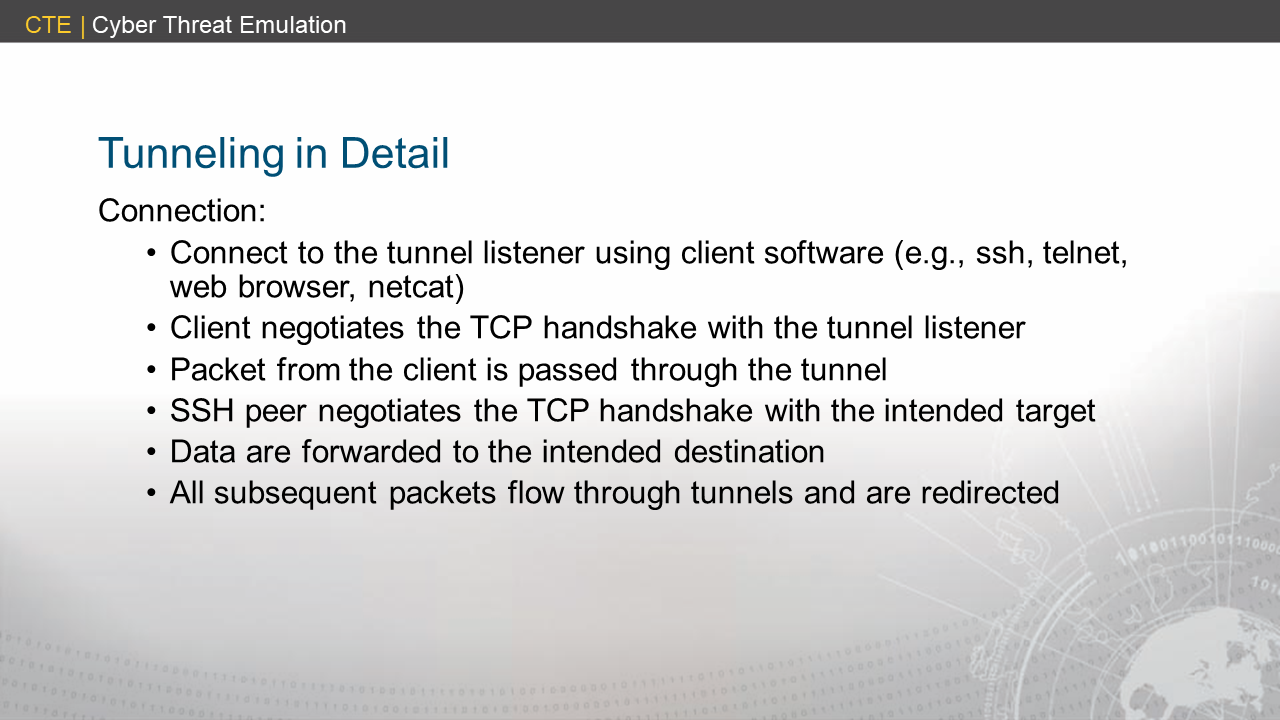 CTE | Cyber Threat Emulation
Tunneling in Detail
Connection:
• Connect to the tunnel listener using client software (e.g., ssh, telnet,
web browser, netcat)
• Client negotiates the TCP handshake with the tunnel listener
• Packet from the client is passed through the tunnel
• SSH peer negotiates the TCP handshake with the intended target
• Data are forwarded to the intended destination
• All subsequent packets flow through tunnels and are redirected